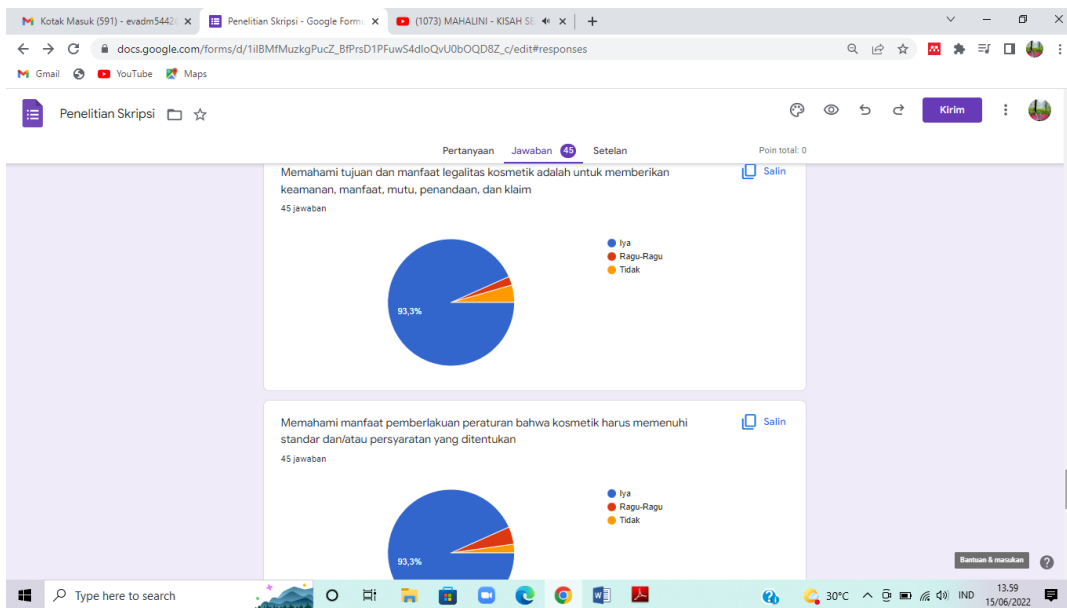 Kotak Masuk (591) - evadm5442
Penelitian Skripsi - Google Formu
(1073) MAHALINI - KISAH SE
docs.google.com/forms/d/1iIBMfMuzkgPucZ_BfPrsD1PFuwS4dIoQvU0bOQD8Z_c/edit#responses
Gmail
YouTube
Maps
Penelitian Skripsi
Kirim
Pertanyaan
Jawaban 45
Setelan
Poin total: 0
Memahami tujuan dan manfaat legalitas kosmetik adalah untuk memberikan
keamanan, manfaat, mutu, penandaan, dan klaim
Salin
45 jawaban
Iya
Ragu-Ragu
Tidak
93,3%
Memahami manfaat pemberlakuan peraturan bahwa kosmetik harus memenuhi
standar dan/atau persyaratan yang ditentukan
Salin
45 jawaban
Iya
Ragu-Ragu
Tidak
93,3%
Bantuan & masukan
Type here to search
30°C
IND
13.59
15/06/2022